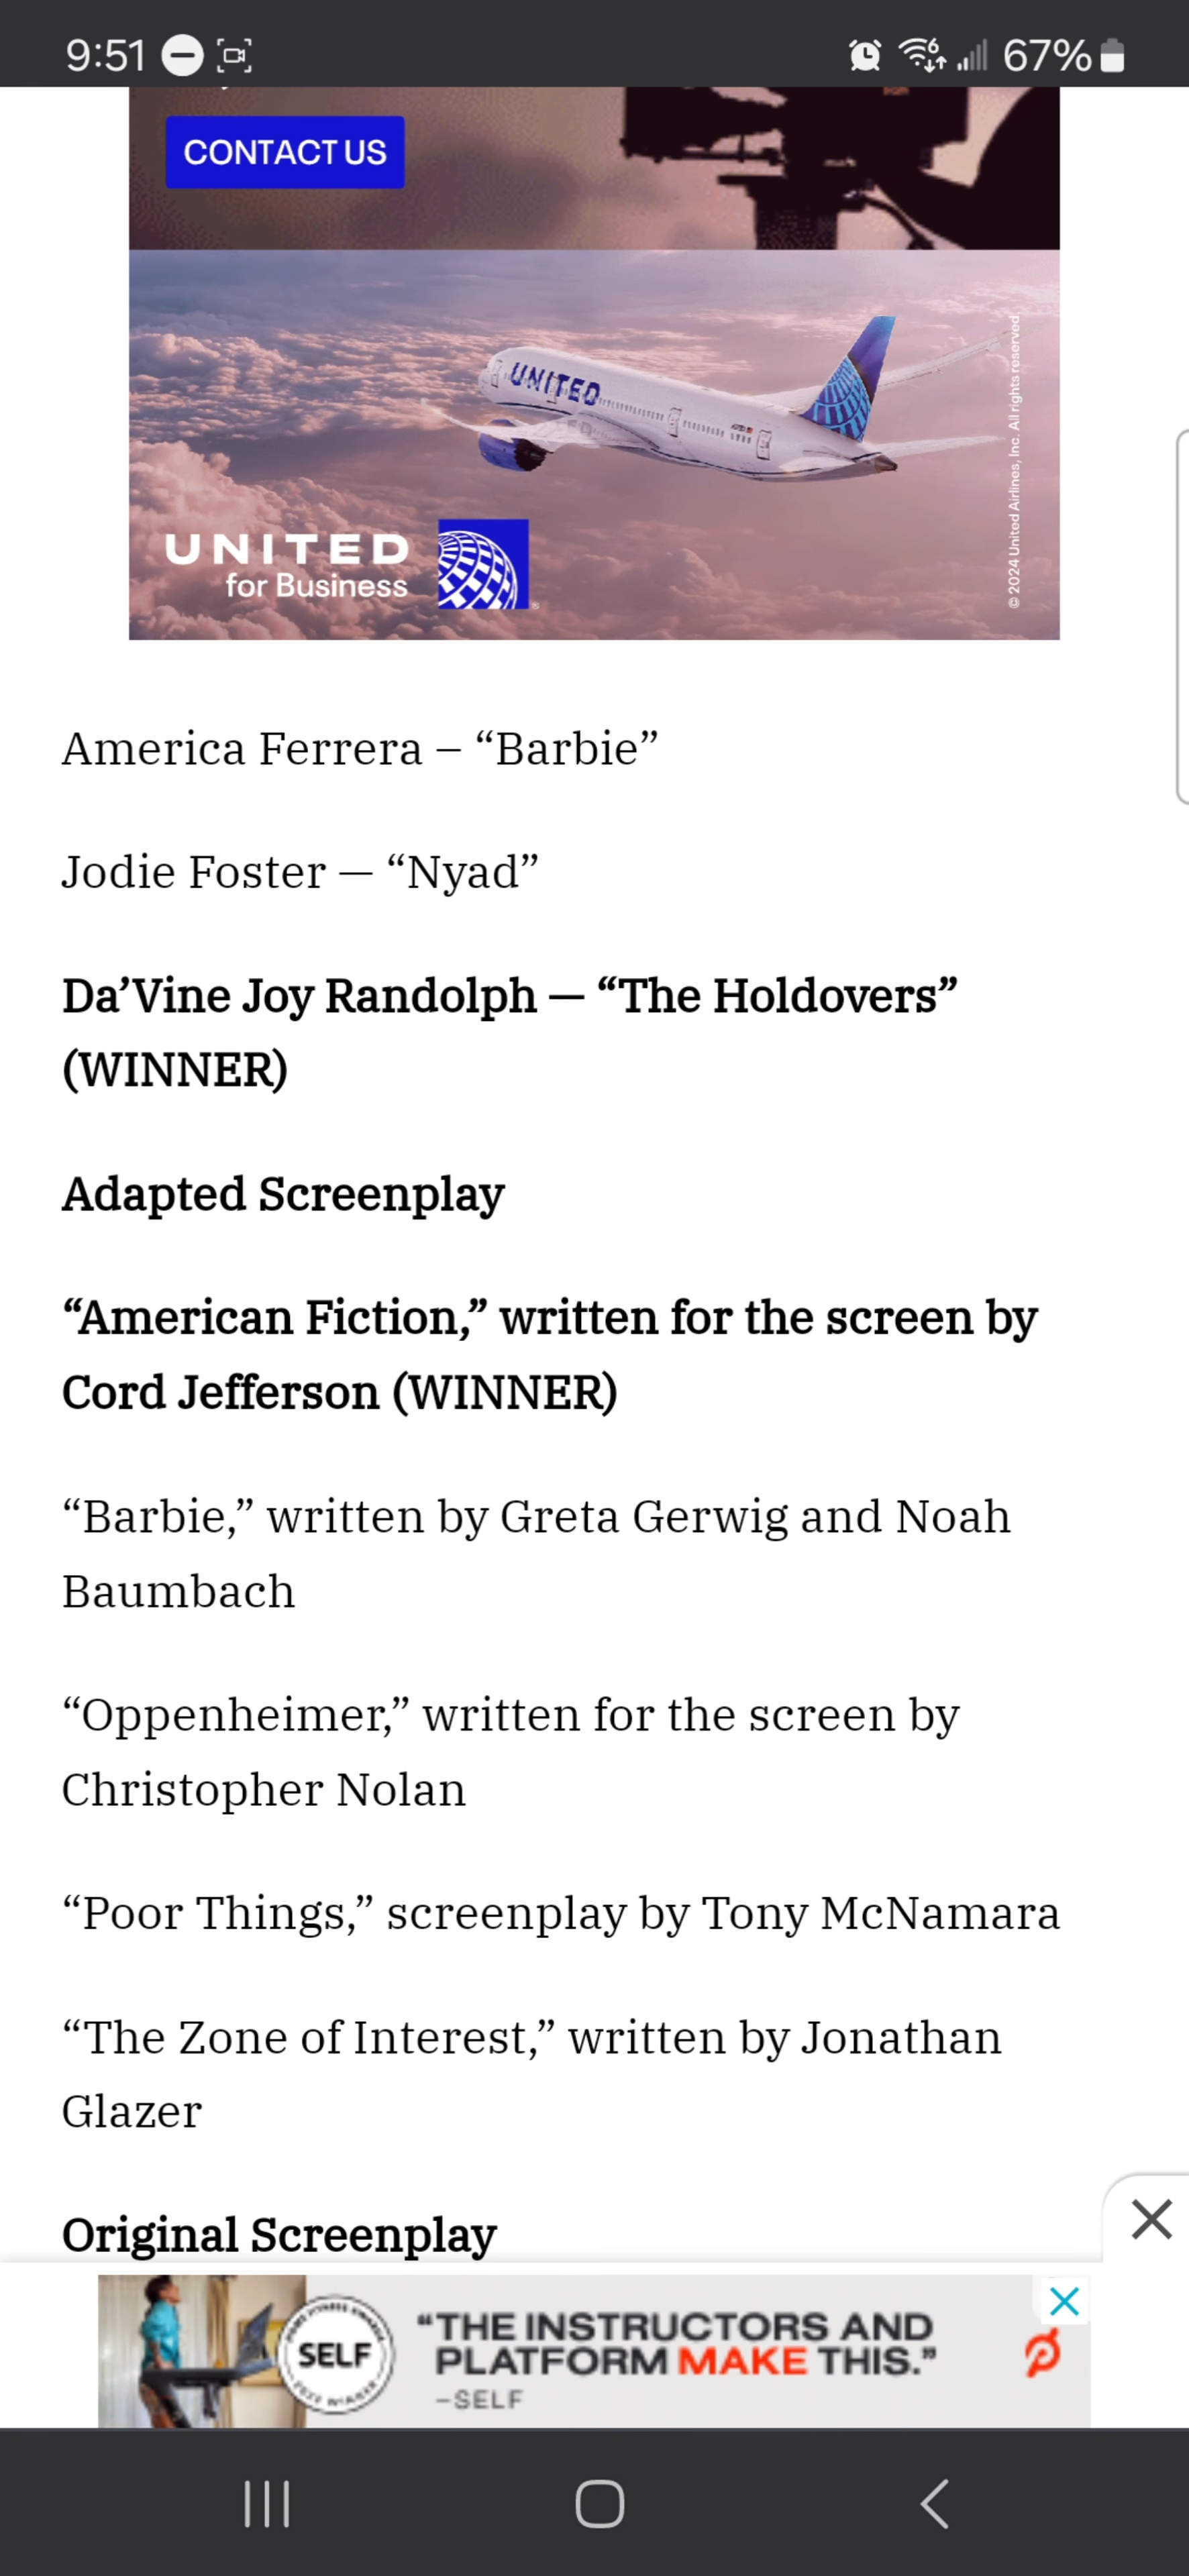 9:51
67%
CONTACT US
UNITED
UNITED
for Business
© 2024 United Airlines, Inc. All rights reserved.
America Ferrera – “Barbie”
Jodie Foster — “Nyad”
Da’Vine Joy Randolph — “The Holdovers”
(WINNER)
Adapted Screenplay
“American Fiction,” written for the screen by
Cord Jefferson (WINNER)
“Barbie,” written by Greta Gerwig and Noah
Baumbach
“Oppenheimer,” written for the screen by
Christopher Nolan
“Poor Things,” screenplay by Tony McNamara
“The Zone of Interest,” written by Jonathan
Glazer
Original Screenplay
SELF
“THE INSTRUCTORS AND
PLATFORM MAKE THIS.”
–SELF